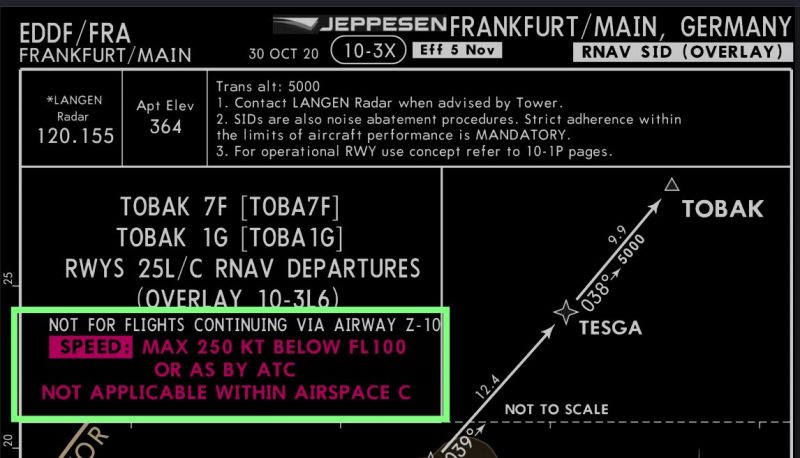 EDDF/FRA
FRANKFURT/MAIN
JEPPESEN
30 OCT 20
10-3X
Eff 5 Nov
FRANKFURT/MAIN, GERMANY
RNAV SID (OVERLAY)
*LANGEN
Radar
120.155
Apt Elev
364
Trans alt: 5000
1. Contact LANGEN Radar when advised by Tower.
2. SIDs are also noise abatement procedures. Strict adherence within
the limits of aircraft performance is MANDATORY.
3. For operational RWY use concept refer to 10-1P pages.
TOBAK 7F [TOBA7F]
TOBAK 1G [TOBA1G]
RWYS 25L/C RNAV DEPARTURES
(OVERLAY 10-3L6)
NOT FOR FLIGHTS CONTINUING VIA AIRWAY Z-10
SPEED: MAX 250 KT BELOW FL100
OR AS BY ATC
NOT APPLICABLE WITHIN AIRSPACE C
TOBAK
9.9
038° 5000
TESGA
12.4
039°
NOT TO SCALE
25
20
OR